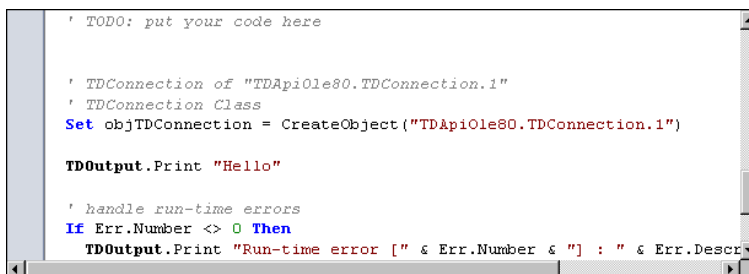 ' TODO: put your code here
' TDConnection of "TDApiOle80.TDConnection.1"
' TDConnection Class
Set objTDConnection = CreateObject("TDApiOle80.TDConnection.1")
TDOutput.Print "Hello"
' handle run-time errors
If Err.Number <> 0 Then
TDOutput.Print "Run-time error [" & Err.Number & "] : " & Err.Descr